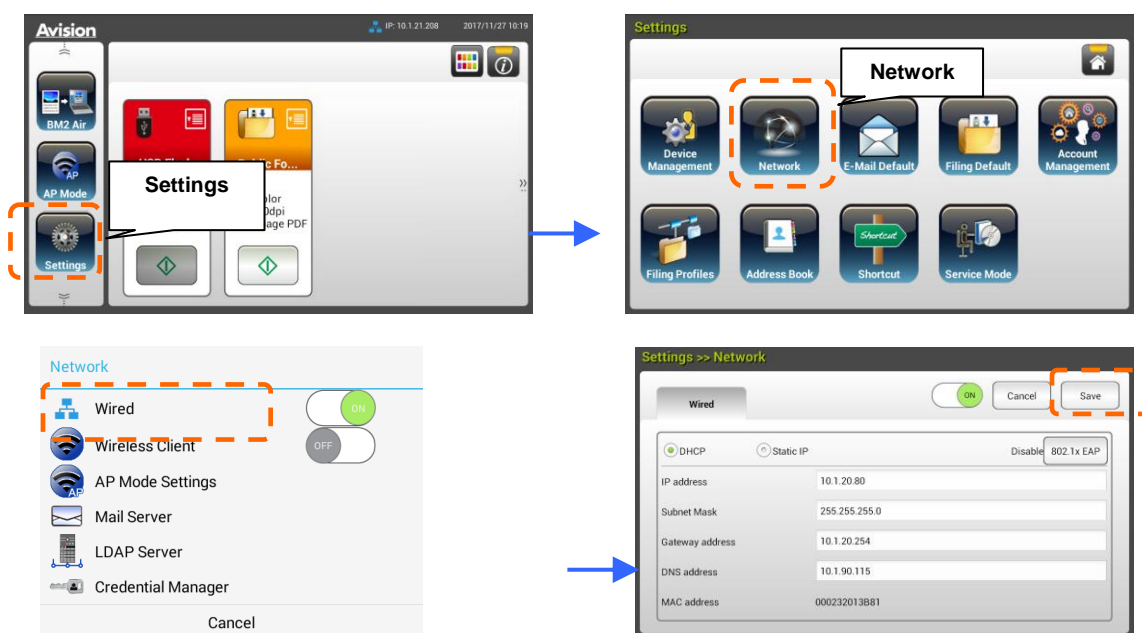 Avision
IP: 10.1.21.208
2017/11/27 10:19
BM2 Air
AP
AP Mode
Settings
Settings
Settings
Network
Device
Management
Network
E-Mail Default
Filing Default
Account
Management
Filing Profiles
Address Book
Shortcut
Shortcut
Service Mode
Network
Wired
ON
Wireless Client
OFF
AP
AP Mode Settings
Mail Server
LDAP Server
Credential Manager
Cancel
Settings >> Network
Wired
ON
Cancel
Save
DHCP
Static IP
Disable
802.1x EAP
IP address
10.1.20.80
Subnet Mask
255.255.255.0
Gateway address
10.1.20.254
DNS address
10.1.90.115
MAC address
000232013B81